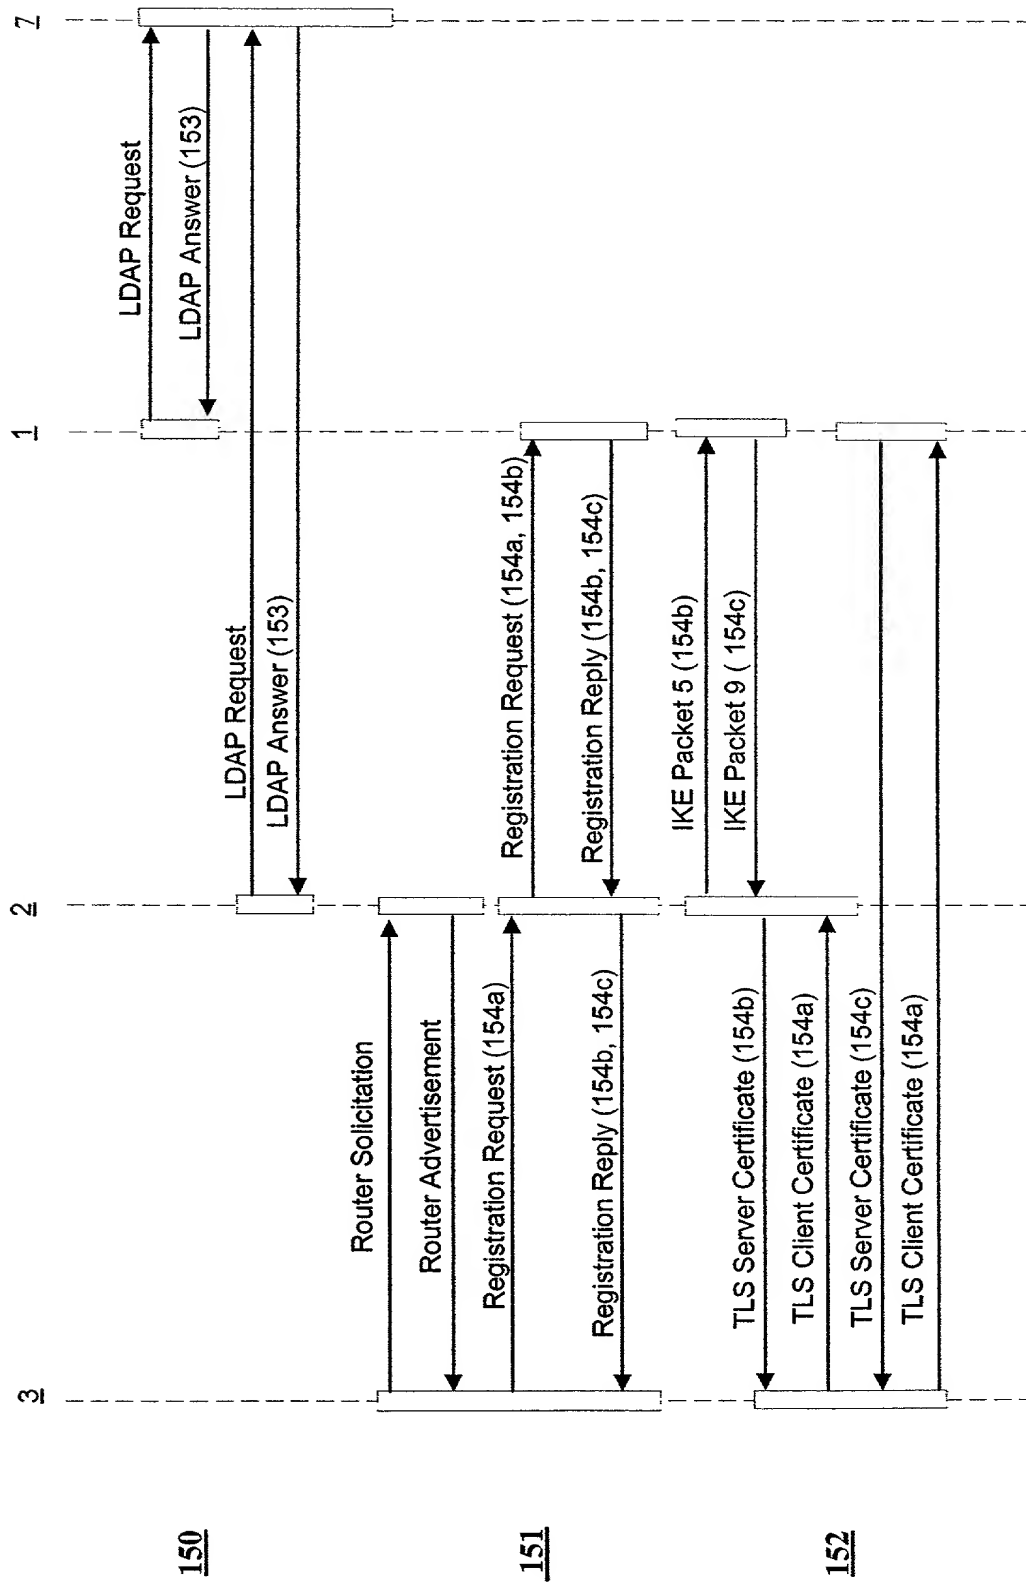 3
2
1
7
150
LDAP Request
LDAP Answer (153)
LDAP Request
LDAP Answer (153)
151
Router Solicitation
Router Advertisement
Registration Request (154a)
Registration Request (154a, 154b)
Registration Reply (154b, 154c)
Registration Reply (154b, 154c)
152
IKE Packet 5 (154b)
IKE Packet 9 ( 154c)
TLS Server Certificate (154b)
TLS Client Certificate (154a)
TLS Server Certificate (154c)
TLS Client Certificate (154a)